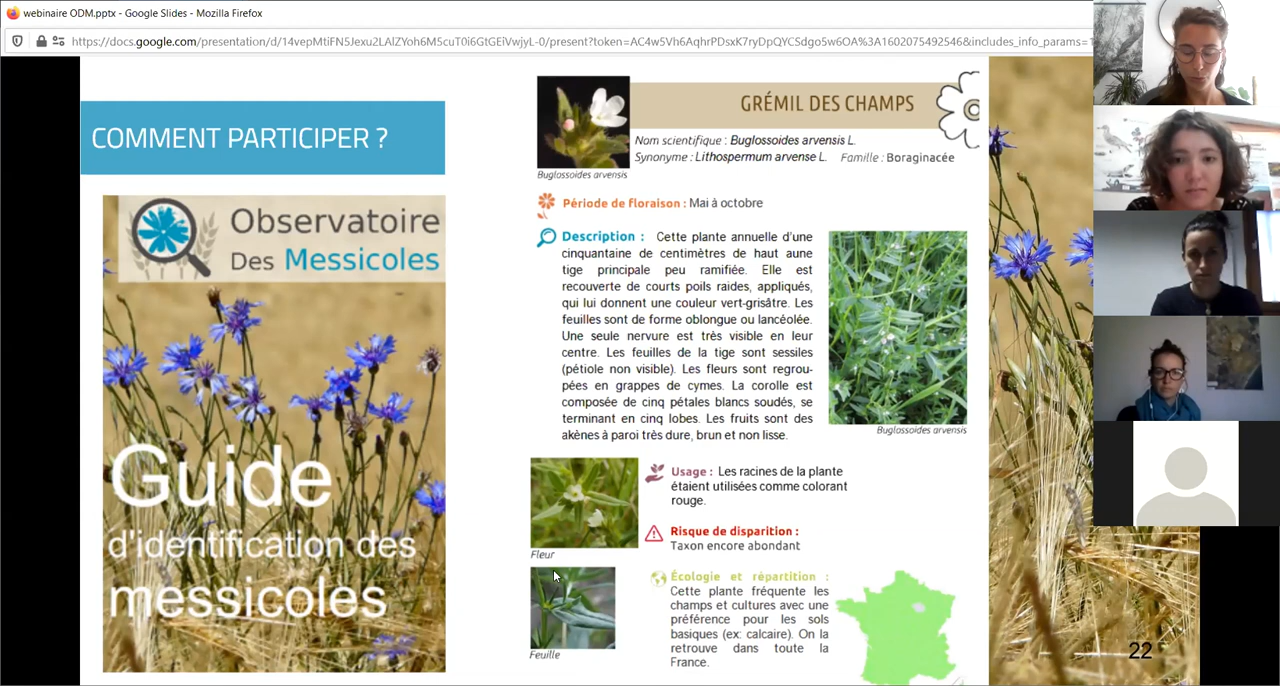 webinaire ODM.pptx - Google Slides - Mozilla Firefox
https://docs.google.com/presentation/d/14vepMtiFN5Jexu2LAlZYoh6M5cuT0i6GtGEiVwjyL-0/present?token=AC4w5Vh6AqhrPDsxK7ryDpQYCSdgo5w6OA%3A1602075492546&includes_info_params=1
COMMENT PARTICIPER ?
Observatoire
Des Messicoles
Guide
d'identification des
messicoles
GRÉMIL DES CHAMPS
Nom scientifique : Buglossoides arvensis L.
Synonyme : Lithospermum arvense L. Famille : Boraginacée
Buglossoides arvensis
Période de floraison : Mai à octobre
Description : Cette plante annuelle d'une
cinquantaine de centimètres de haut aune
tige principale peu ramifiée. Elle est
recouverte de courts poils raides, appliqués,
qui lui donnent une couleur vert-grisâtre. Les
feuilles sont de forme oblongue ou lancéolée.
Une seule nervure est très visible en leur
centre. Les feuilles de la tige sont sessiles
(pétiole non visible). Les fleurs sont regrou-
pées en grappes de cymes. La corolle est
composée de cinq pétales blancs soudés, se
terminant en cinq lobes. Les fruits sont des
akènes à paroi très dure, brun et non lisse.
Buglossoides arvensis
Usage : Les racines de la plante
étaient utilisées comme colorant
rouge.
Risque de disparition :
Taxon encore abondant
Fleur
Écologie et répartition :
Cette plante fréquente les
champs et cultures avec une
préférence pour les sols
basiques (ex: calcaire). On la
retrouve dans toute la
France.
Feuille
22